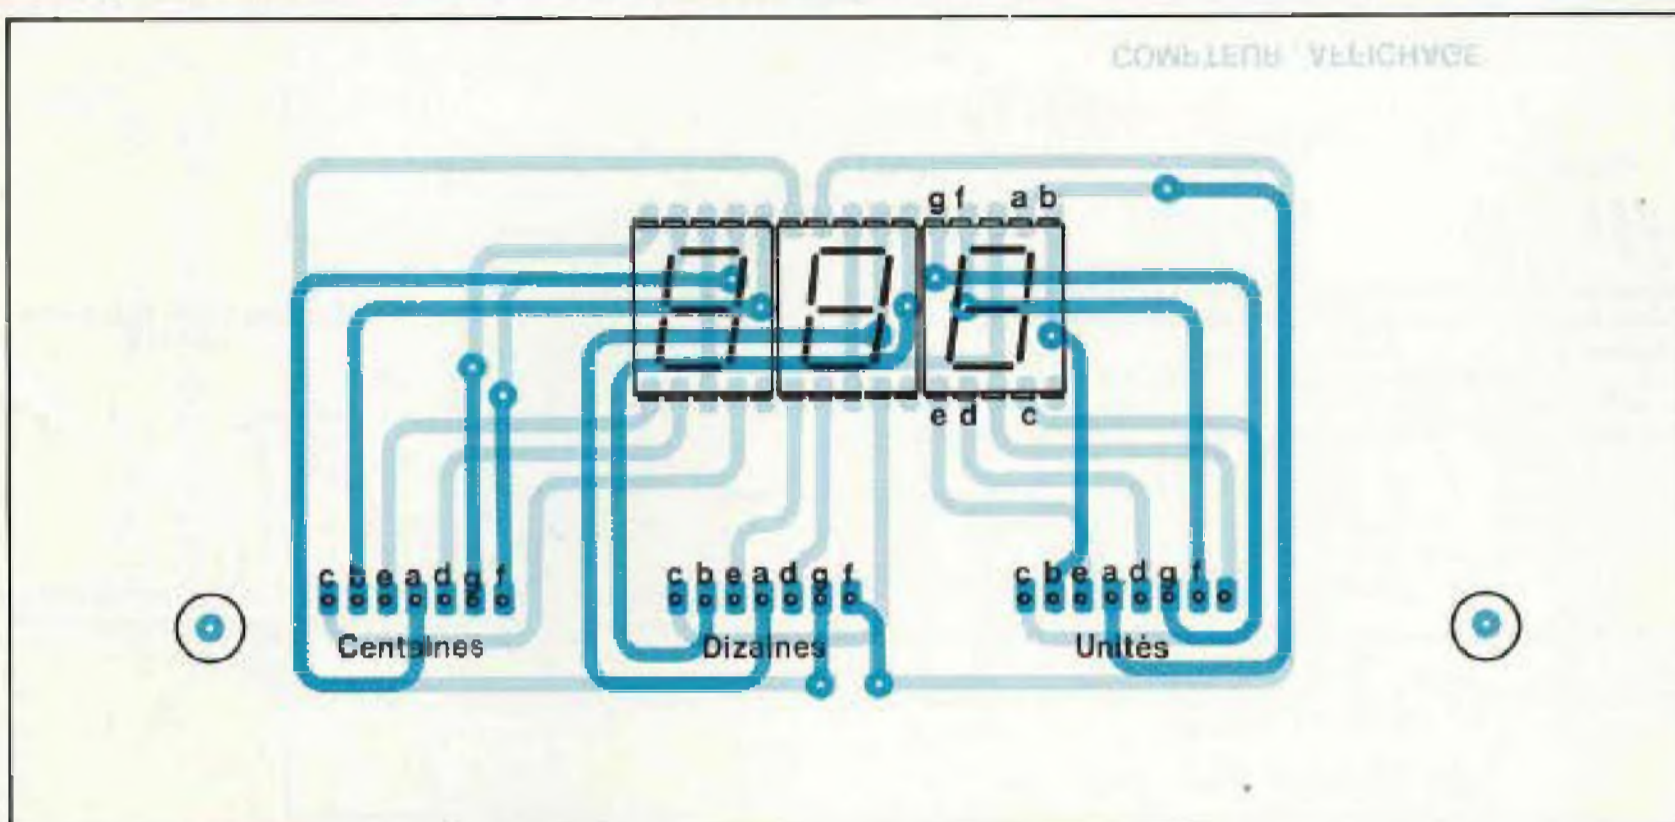 COMPTEUR AFFICHAGE
g f a b
e d c
c b e a d g f
Centaines
c b e a d g f
Dizaines
c b e a d g f
Unités